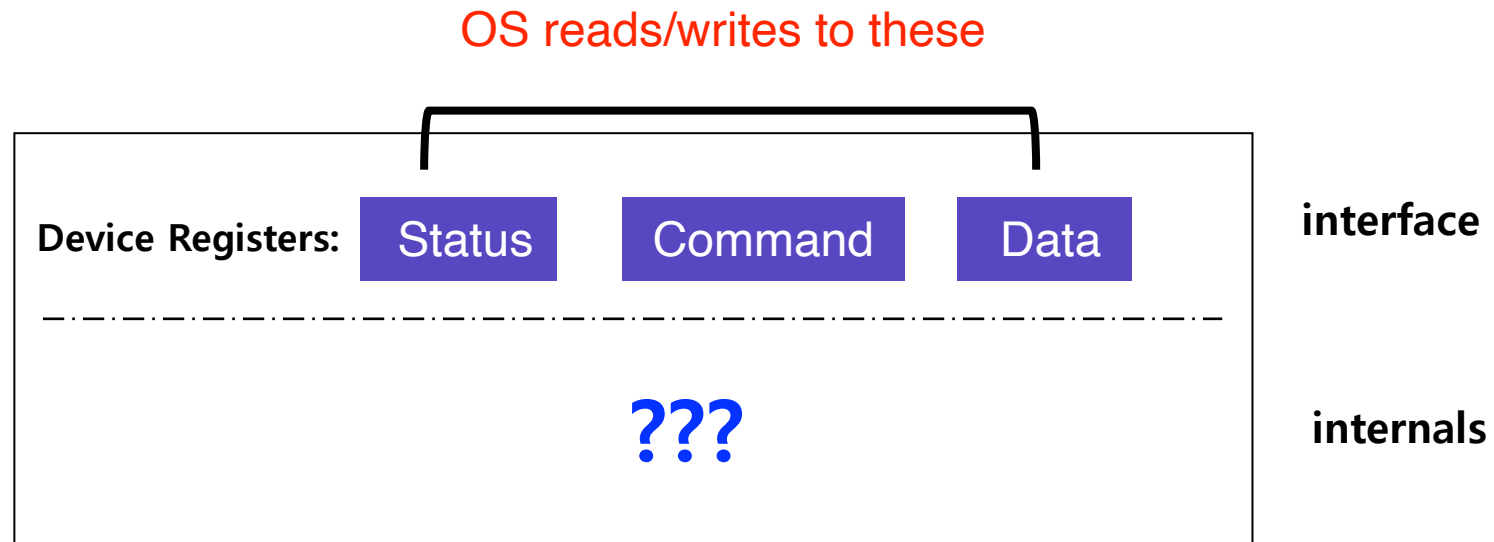 OS reads/writes to these
Device Registers: Status Command Data interface
??? internals